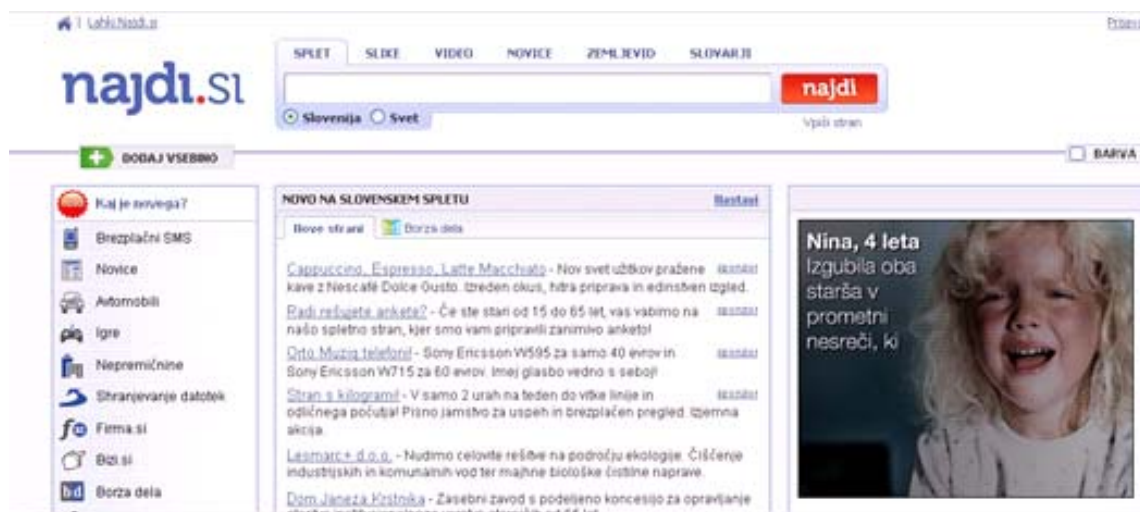 Lahki.Najdi.si
najdi.si
SPLET SLIKE VIDEO NOVICE ZEMLJEVID SLOVARJI
najdi
Slovenija Svet
Vpiši stran
DODAJ VSEBINO
BARVA
Kaj je novega?
Brezplačni SMS
Novice
Avtomobili
Igre
Nepremičnine
Shranjevanje datotek
Firma.si
Bizi.si
Borza dela
NOVO NA SLOVENSKEM SPLETU
Nastavi
Nove strani Borza dela
Cappuccino, Espresso, Latte Macchiato - Nov svet užitkov pražene
kave z Nescafé Dolce Gusto. Izreden okus, hitra priprava in edinstven izgled.
Radi rešujete ankete? - Če ste stari od 15 do 65 let, vas vabimo na
našo spletno stran, kjer smo vam pripravili zanimivo anketo!
Orto Muziq telefoni! - Sony Ericsson W595 za samo 40 evrov in
Sony Ericsson W715 za 60 evrov. Imej glasbo vedno s seboj!
Stran s kilogrami! - V samo 2 urah na teden do vitke linije in
odličnega počutja! Pisno jamstvo za uspeh in brezplačen pregled. Izjemna
akcija.
Lesmarc+ d.o.o. - Nudimo celovite rešitve na področju ekologije. Čiščenje
industrijskih in komunalnih vod ter majhne biološke čistilne naprave.
Dom Janeza Krstnika - Zasebni zavod s podeljeno koncesijo za opravljanje
Nina, 4 leta
Izgubila oba
starša v
prometni
nesreči, ki